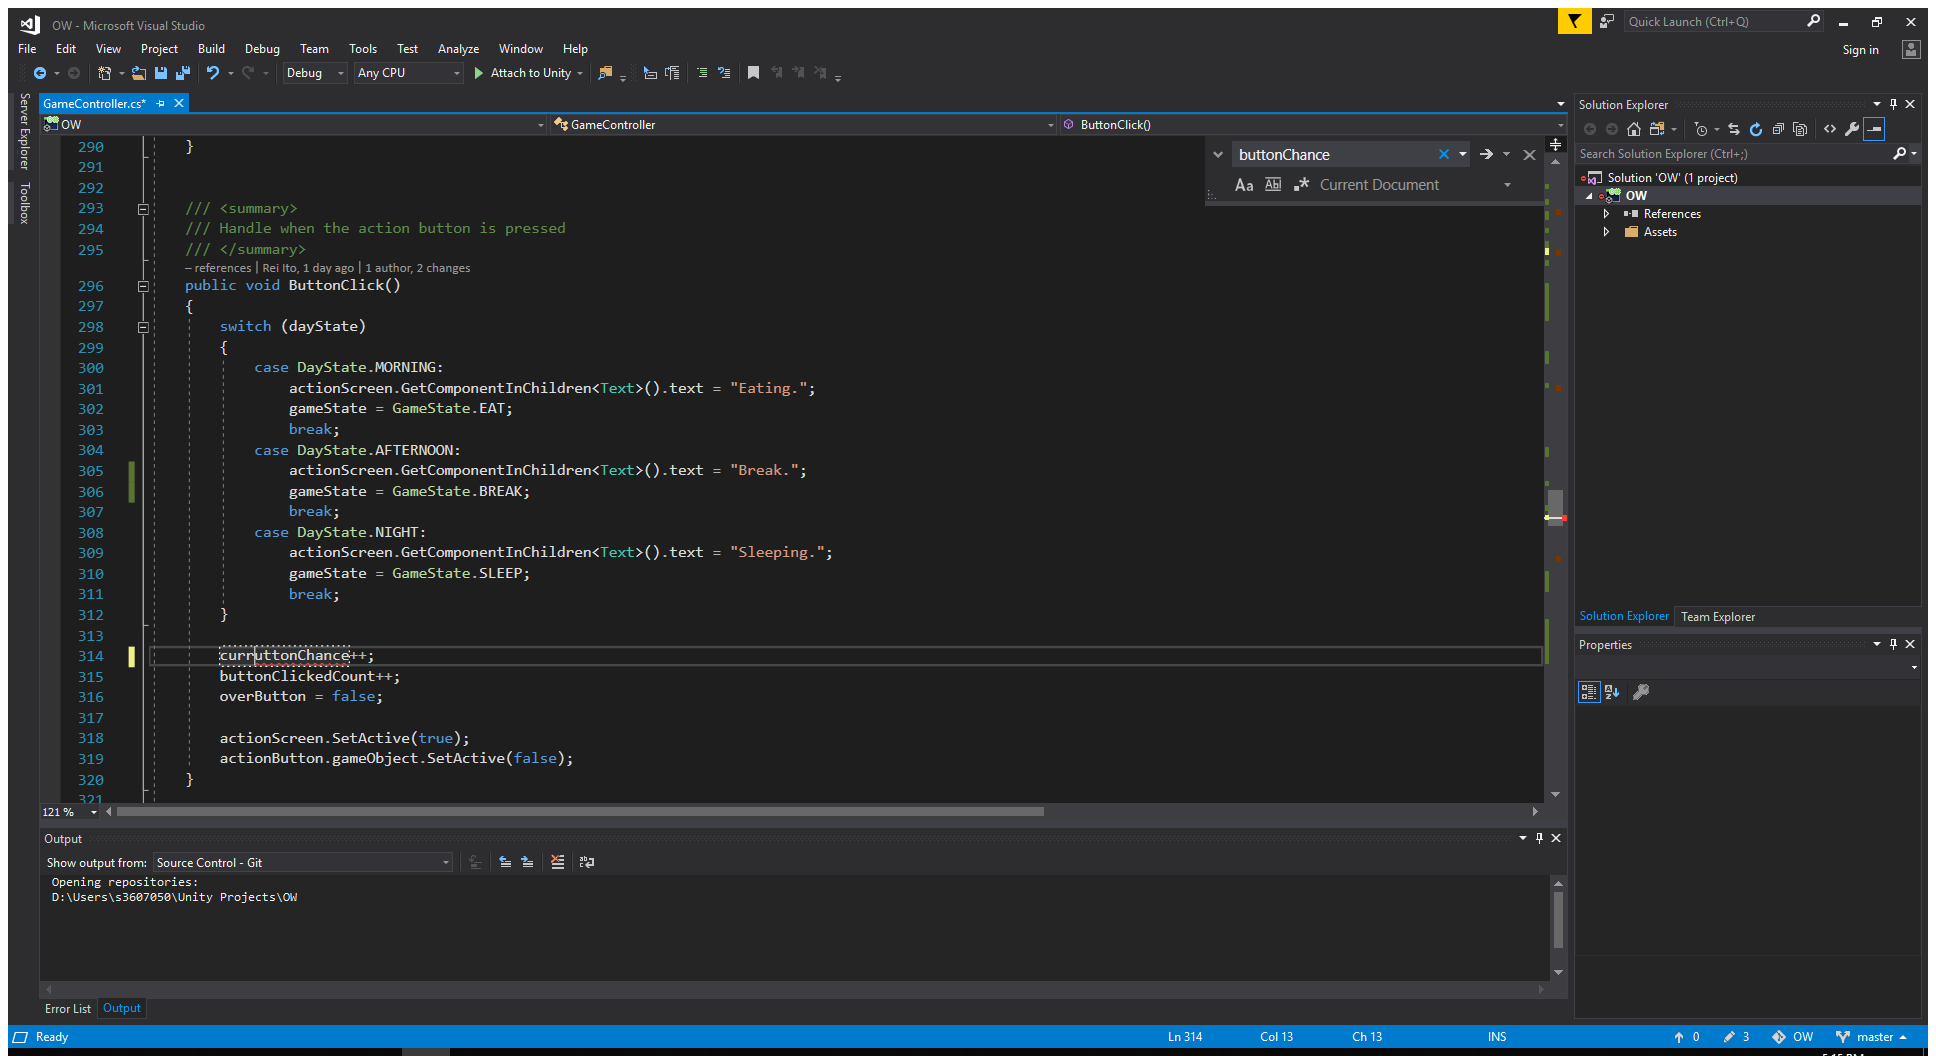 OW - Microsoft Visual Studio
Quick Launch (Ctrl+Q)
File Edit View Project Build Debug Team Tools Test Analyze Window Help
Sign in
Debug Any CPU Attach to Unity
Server Explorer
Toolbox
GameController.cs*
OW GameController ButtonClick()
buttonChance
Aa Abl .* Current Document
290 }
291
292
293 /// <summary>
294 /// Handle when the action button is pressed
295 /// </summary>
– references | Rei Ito, 1 day ago | 1 author, 2 changes
296 public void ButtonClick()
297 {
298 switch (dayState)
299 {
300 case DayState.MORNING:
301 actionScreen.GetComponentInChildren<Text>().text = "Eating.";
302 gameState = GameState.EAT;
303 break;
304 case DayState.AFTERNOON:
305 actionScreen.GetComponentInChildren<Text>().text = "Break.";
306 gameState = GameState.BREAK;
307 break;
308 case DayState.NIGHT:
309 actionScreen.GetComponentInChildren<Text>().text = "Sleeping.";
310 gameState = GameState.SLEEP;
311 break;
312 }
313
314 curruttonChance++;
315 buttonClickedCount++;
316 overButton = false;
317
318 actionScreen.SetActive(true);
319 actionButton.gameObject.SetActive(false);
320 }
321
121 %
Solution Explorer
Search Solution Explorer (Ctrl+;)
Solution 'OW' (1 project)
OW
References
Assets
Solution Explorer Team Explorer
Properties
Output
Show output from: Source Control - Git
Opening repositories:
D:\Users\s3607050\Unity Projects\OW
Error List Output
Ready Ln 314 Col 13 Ch 13 INS 0 3 OW master
5:15 PM